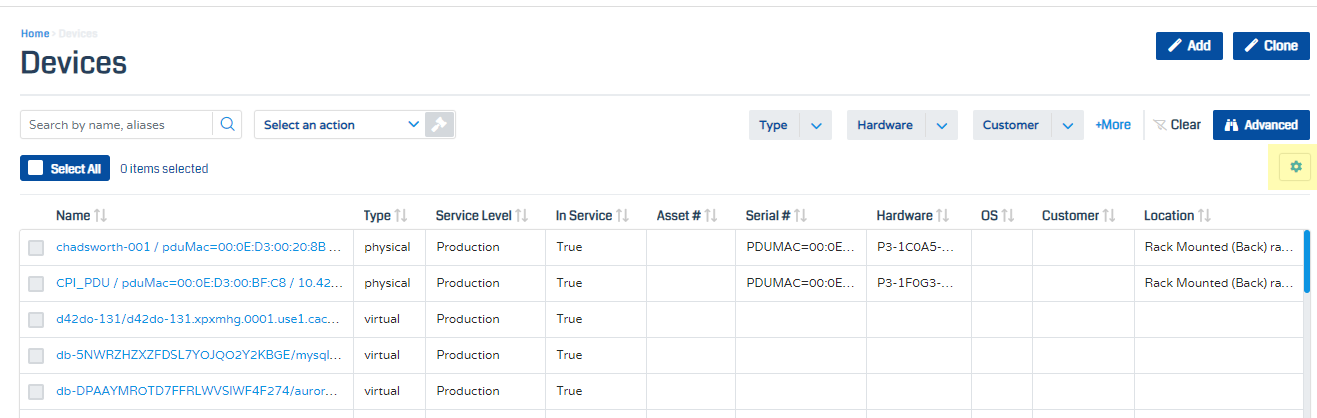 Home › Devices
Devices
Add
Clone
Search by name, aliases
Select an action
Type
Hardware
Customer
+More
Clear
Advanced
Select All
0 items selected
Name Type Service Level In Service Asset # Serial # Hardware OS Customer Location
chadsworth-001 / pduMac=00:0E:D3:00:20:8B ... physical Production True PDUMAC=00:0E... P3-1C0A5-... Rack Mounted (Back) ra...
CPI_PDU / pduMac=00:0E:D3:00:BF:C8 / 10.42... physical Production True PDUMAC=00:0E... P3-1F0G3-... Rack Mounted (Back) ra...
d42do-131/d42do-131.xpxmhg.0001.use1.cac... virtual Production True
db-5NWRZHZXZFDSL7YOJQO2Y2KBGE/mysql... virtual Production True
db-DPAAYMROTD7FFRLWVSIWF4F274/auror... virtual Production True